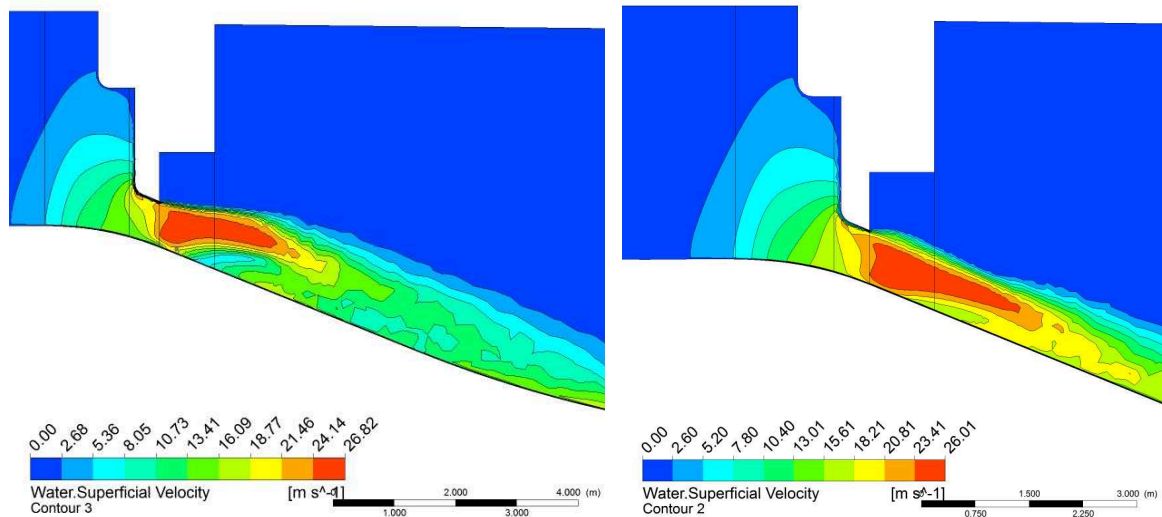 0.00 2.68 5.36 8.05 10.73 13.41 16.09 18.77 21.46 24.14 26.82
Water.Superficial Velocity [m s^-1]
Contour 3
2.000 4.000 (m)
1.000 3.000
0.00 2.60 5.20 7.80 10.40 13.01 15.61 18.21 20.81 23.41 26.01
Water.Superficial Velocity [m s^-1]
Contour 2
1.500 3.000 (m)
0.750 2.250